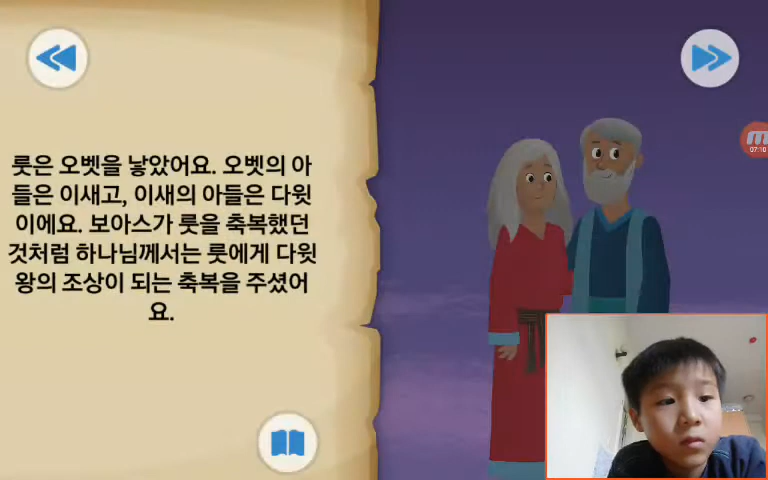 룻은 오벳을 낳았어요. 오벳의 아
들은 이새고, 이새의 아들은 다윗
이에요. 보아스가 룻을 축복했던
것처럼 하나님께서는 룻에게 다윗
왕의 조상이 되는 축복을 주셨어
요.
07:10